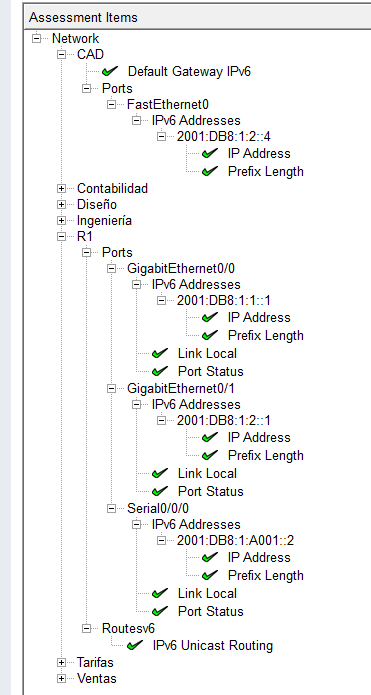 Assessment Items
Network
CAD
Default Gateway IPv6
Ports
FastEthernet0
IPv6 Addresses
2001:DB8:1:2::4
IP Address
Prefix Length
Contabilidad
Diseño
Ingeniería
R1
Ports
GigabitEthernet0/0
IPv6 Addresses
2001:DB8:1:1::1
IP Address
Prefix Length
Link Local
Port Status
GigabitEthernet0/1
IPv6 Addresses
2001:DB8:1:2::1
IP Address
Prefix Length
Link Local
Port Status
Serial0/0/0
IPv6 Addresses
2001:DB8:1:A001::2
IP Address
Prefix Length
Link Local
Port Status
Routesv6
IPv6 Unicast Routing
Tarifas
Ventas